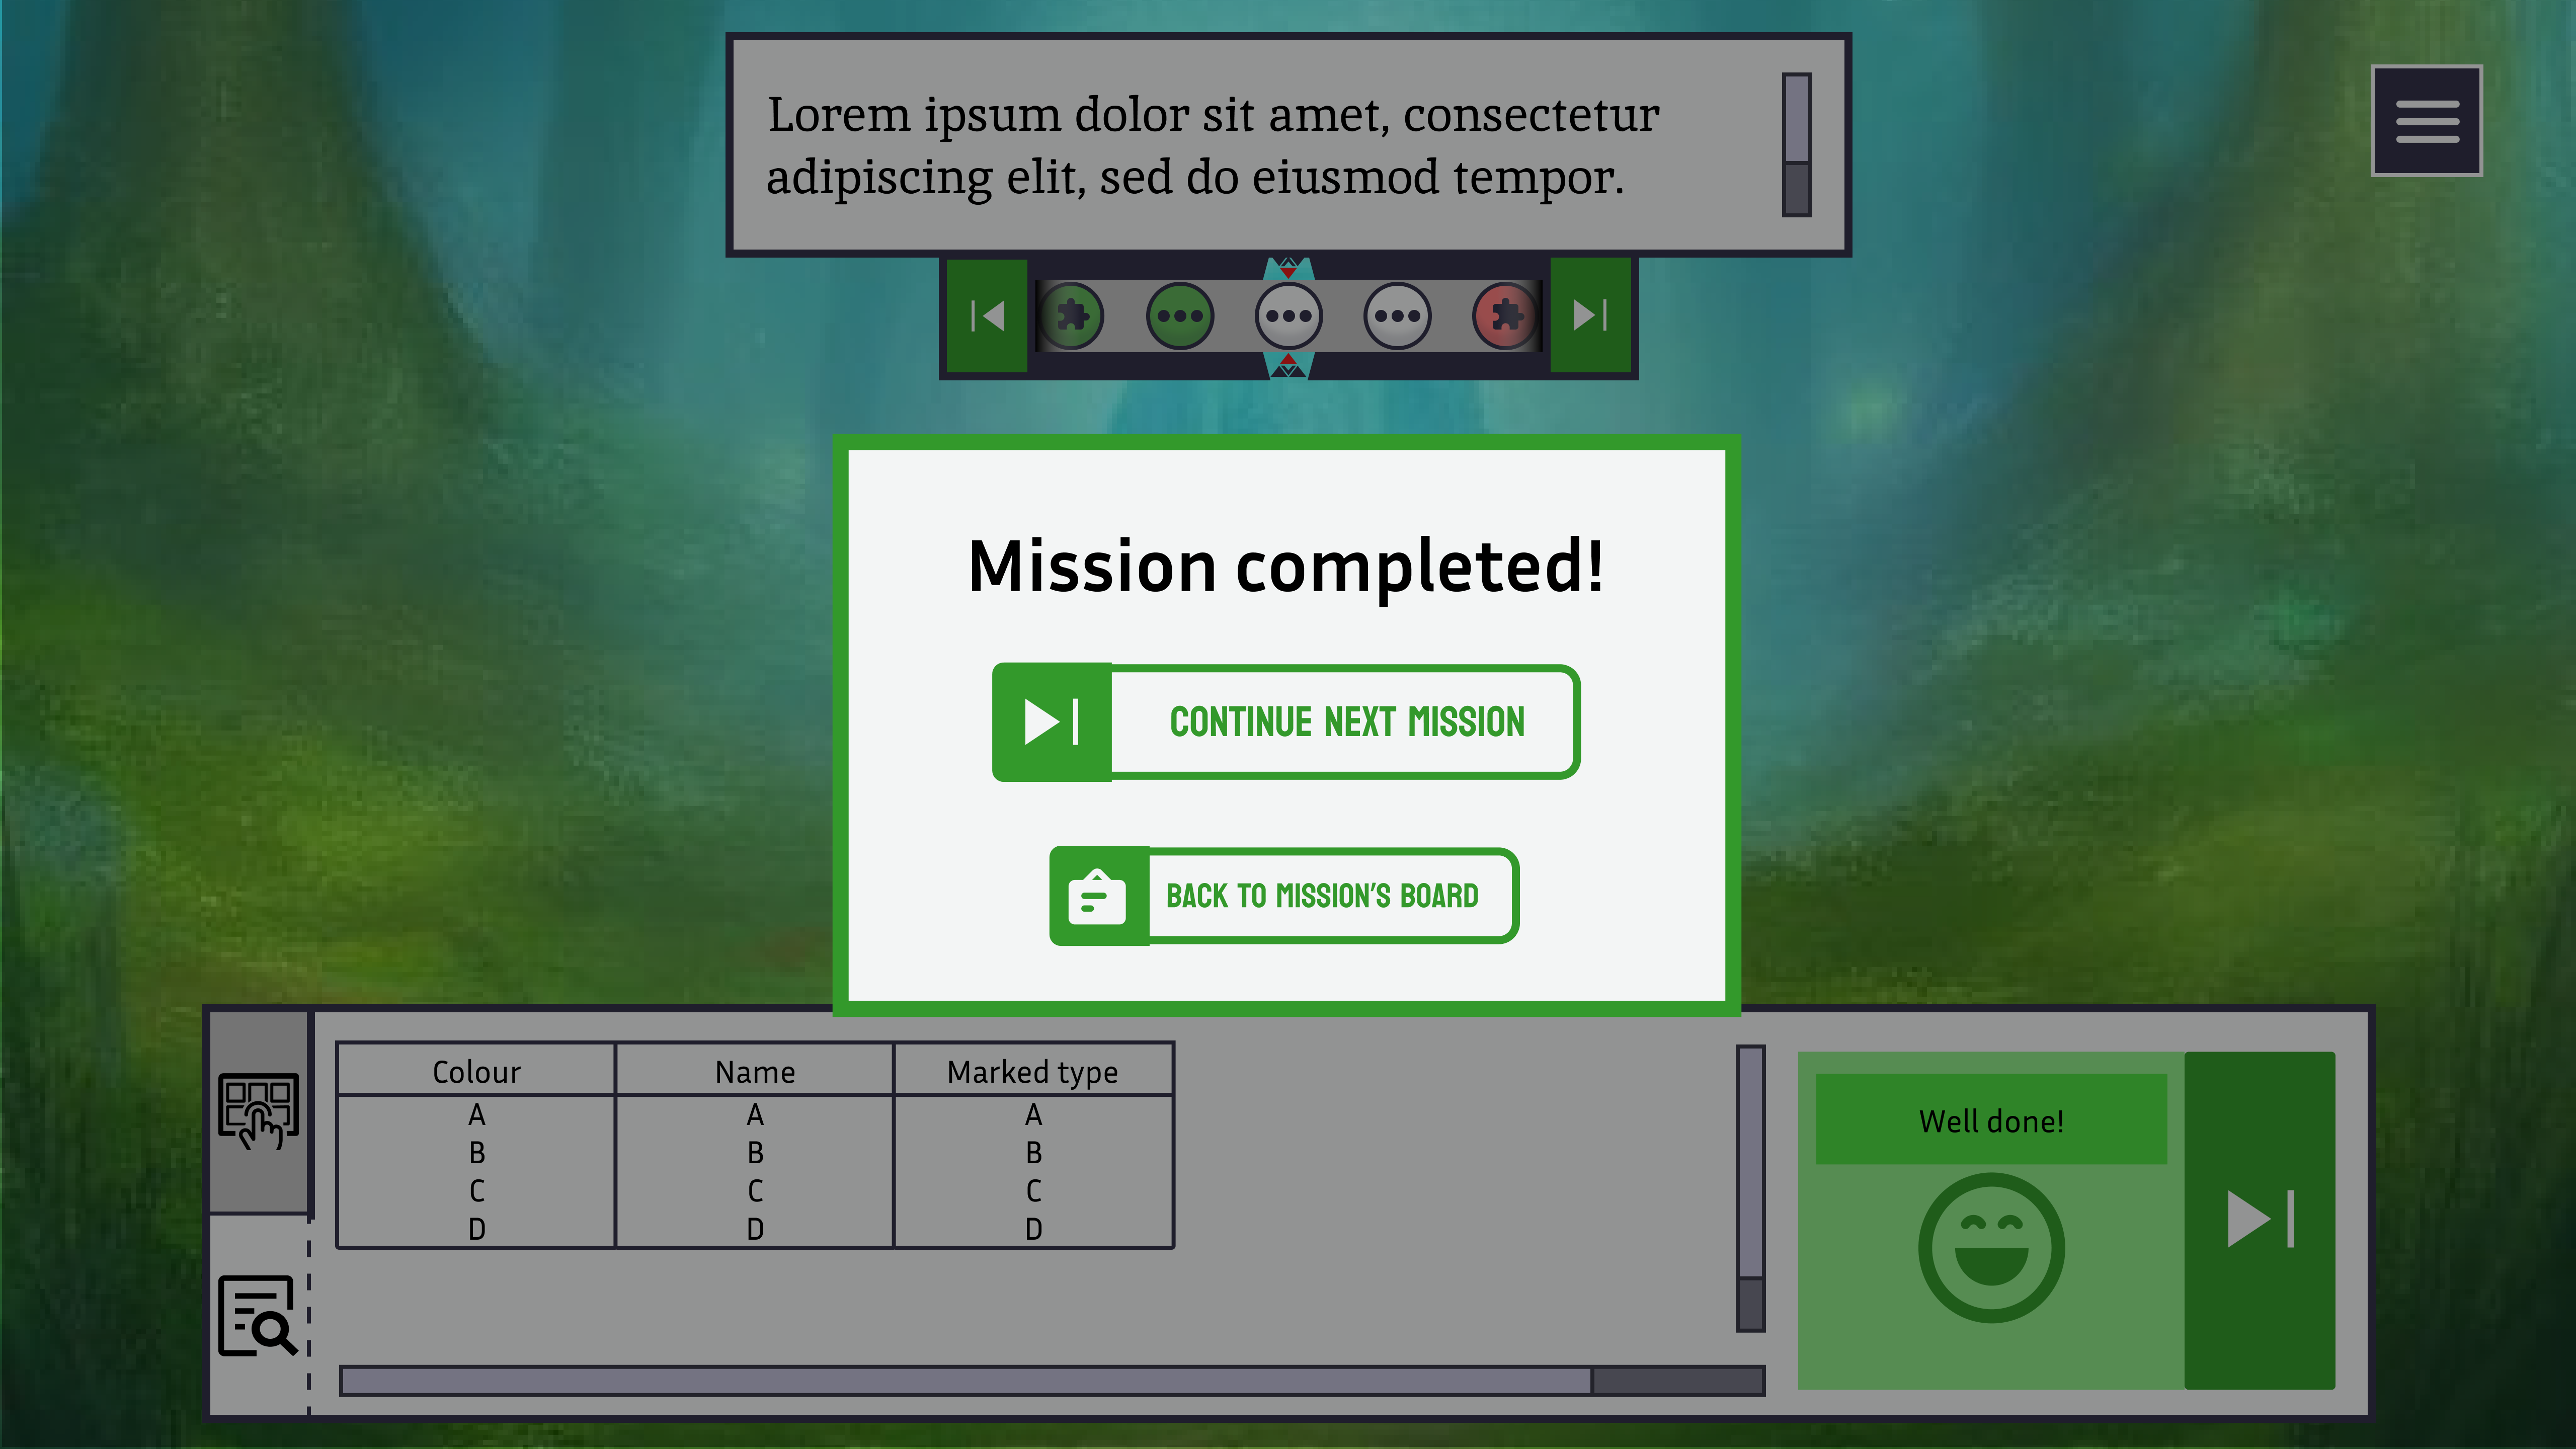 Lorem ipsum dolor sit amet, consectetur
adipiscing elit, sed do eiusmod tempor.
Mission completed!
CONTINUE NEXT MISSION
BACK TO MISSION'S BOARD
Colour Name Marked type
A A A
B B B
C C C
D D D
Well done!